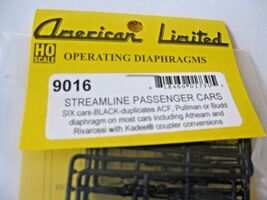 American Limited
HO
SCALE
OPERATING DIAPHRAGMS
9016
STREAMLINE PASSENGER CARS
SIX cars-BLACK-duplicates ACF, Pullman or Budd
diaphragm on most cars including Athearn and
Rivarossi with Kadee® coupler conversions